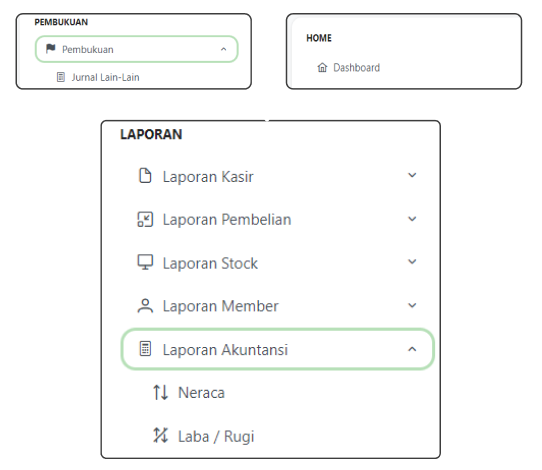 PEMBUKUAN
Pembukuan
Jurnal Lain-Lain
HOME
Dashboard
LAPORAN
Laporan Kasir
Laporan Pembelian
Laporan Stock
Laporan Member
Laporan Akuntansi
Neraca
Laba / Rugi